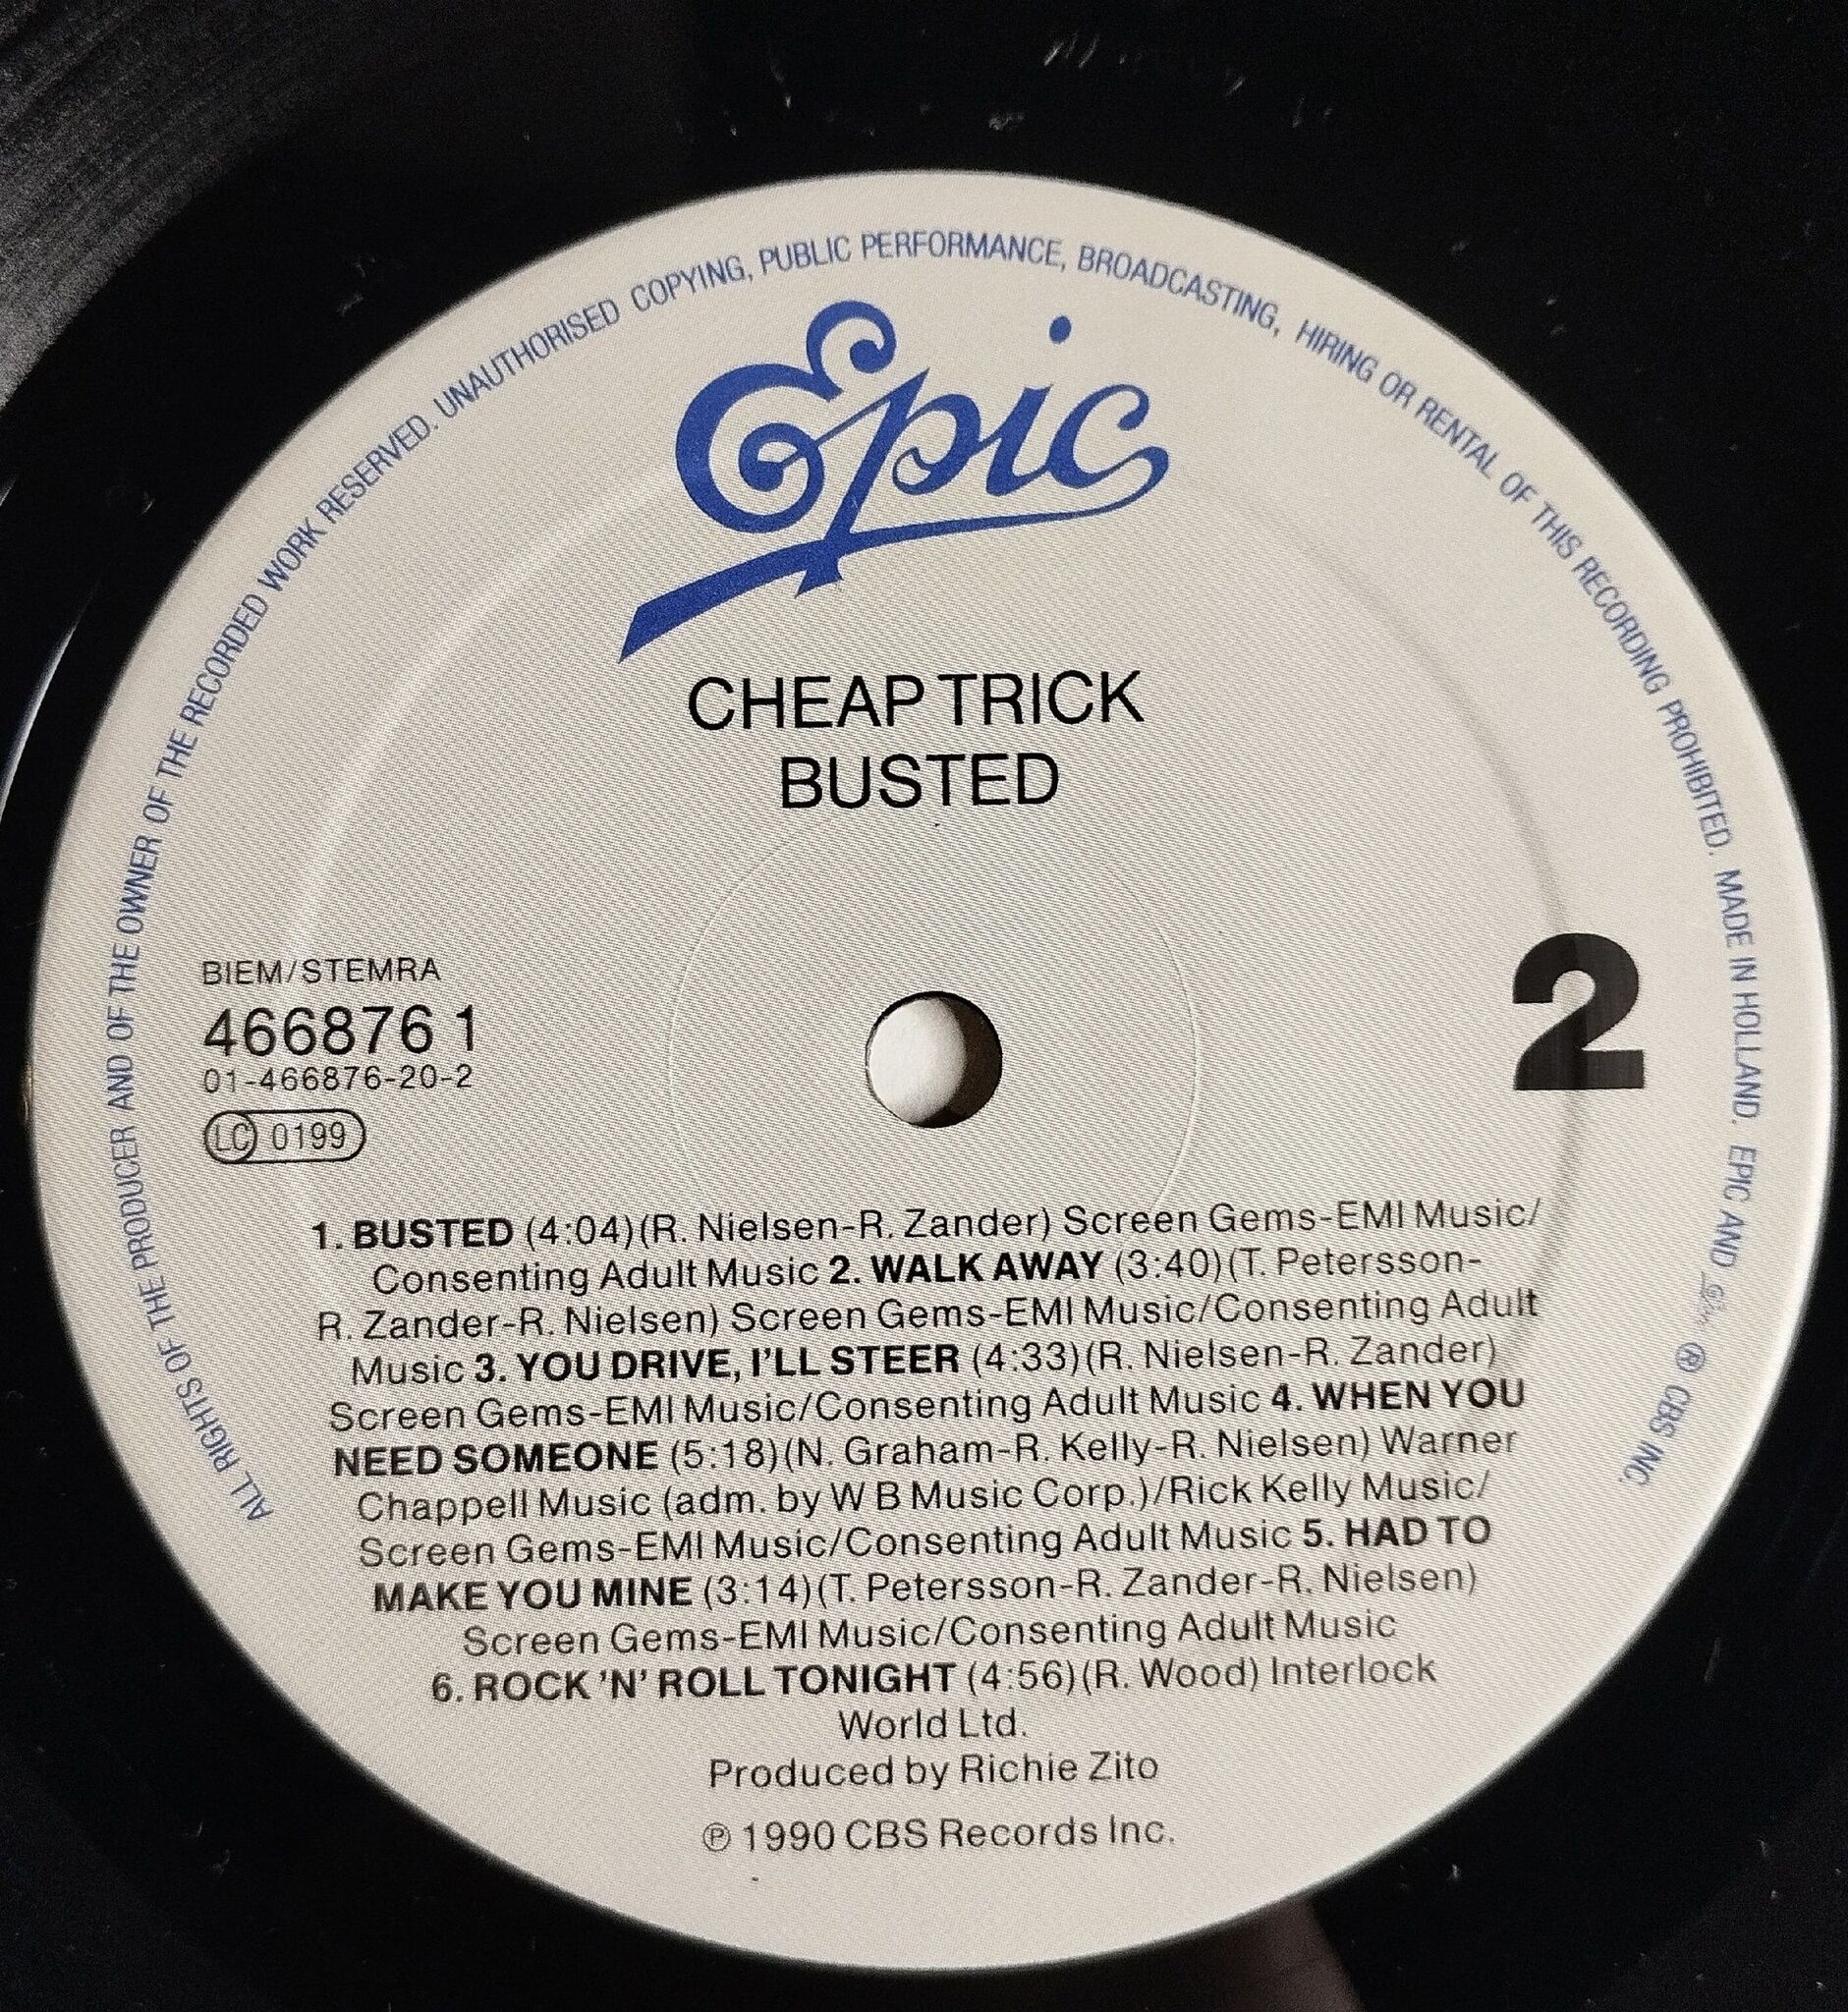 ALL RIGHTS OF THE PRODUCER AND OF THE OWNER OF THE RECORDED WORK RESERVED. UNAUTHORISED COPYING, PUBLIC PERFORMANCE, BROADCASTING, HIRING OR RENTAL OF THIS RECORDING PROHIBITED. MADE IN HOLLAND. EPIC AND ® CBS INC.
Epic
CHEAP TRICK
BUSTED
BIEM/STEMRA
466876 1
01-466876-20-2
LC 0199
2
1. BUSTED (4:04)(R. Nielsen-R. Zander) Screen Gems-EMI Music/
Consenting Adult Music 2. WALK AWAY (3:40)(T. Petersson-
R. Zander-R. Nielsen) Screen Gems-EMI Music/Consenting Adult
Music 3. YOU DRIVE, I'LL STEER (4:33)(R. Nielsen-R. Zander)
Screen Gems-EMI Music/Consenting Adult Music 4. WHEN YOU
NEED SOMEONE (5:18)(N. Graham-R. Kelly-R. Nielsen) Warner
Chappell Music (adm. by W B Music Corp.)/Rick Kelly Music/
Screen Gems-EMI Music/Consenting Adult Music 5. HAD TO
MAKE YOU MINE (3:14)(T. Petersson-R. Zander-R. Nielsen)
Screen Gems-EMI Music/Consenting Adult Music
6. ROCK 'N' ROLL TONIGHT (4:56)(R. Wood) Interlock
World Ltd.
Produced by Richie Zito
℗ 1990 CBS Records Inc.